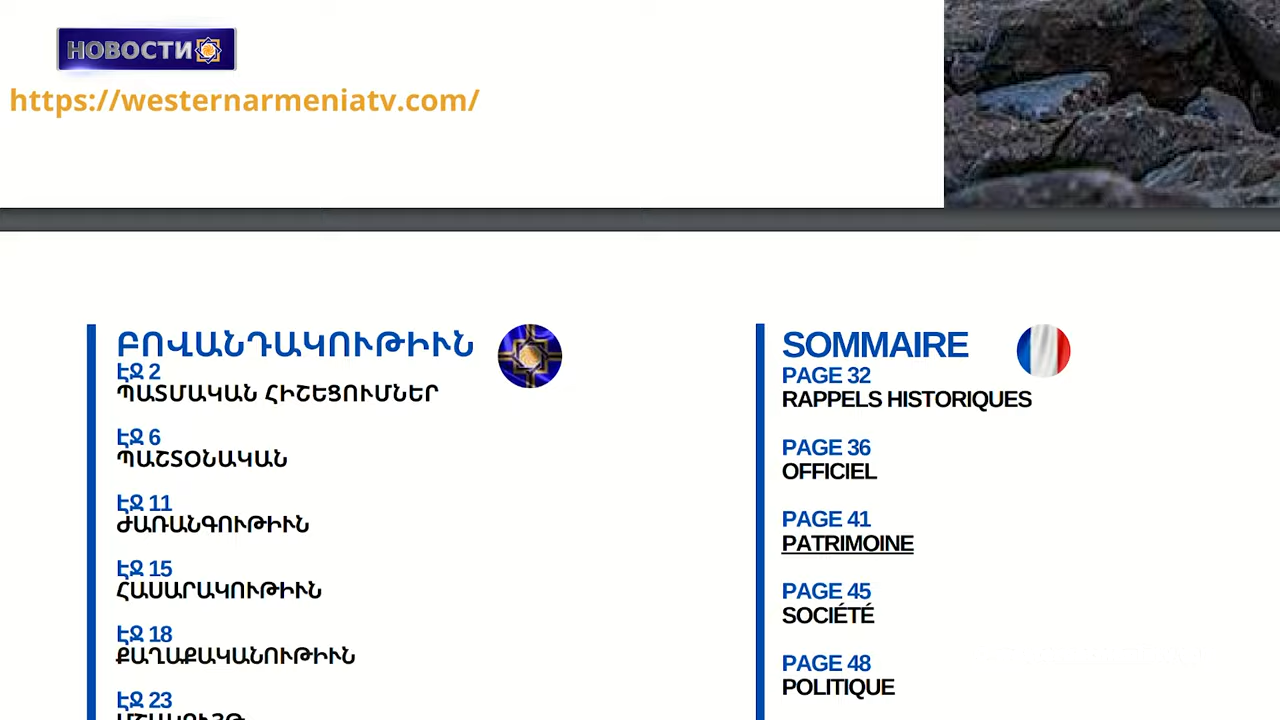 НОВОСТИ
https://westernarmeniatv.com/
ԲՈՎԱՆԴԱԿՈՒԹԻՒՆ
ԷՋ 2
ՊԱՏՄԱԿԱՆ ՀԻՇԵՑՈՒՄՆԵՐ
ԷՋ 6
ՊԱՇՏՕՆԱԿԱՆ
ԷՋ 11
ԺԱՌԱՆԳՈՒԹԻՒՆ
ԷՋ 15
ՀԱՍԱՐԱԿՈՒԹԻՒՆ
ԷՋ 18
ՔԱՂԱՔԱԿԱՆՈՒԹԻՒՆ
ԷՋ 23
SOMMAIRE
PAGE 32
RAPPELS HISTORIQUES
PAGE 36
OFFICIEL
PAGE 41
PATRIMOINE
PAGE 45
SOCIÉTÉ
PAGE 48
POLITIQUE